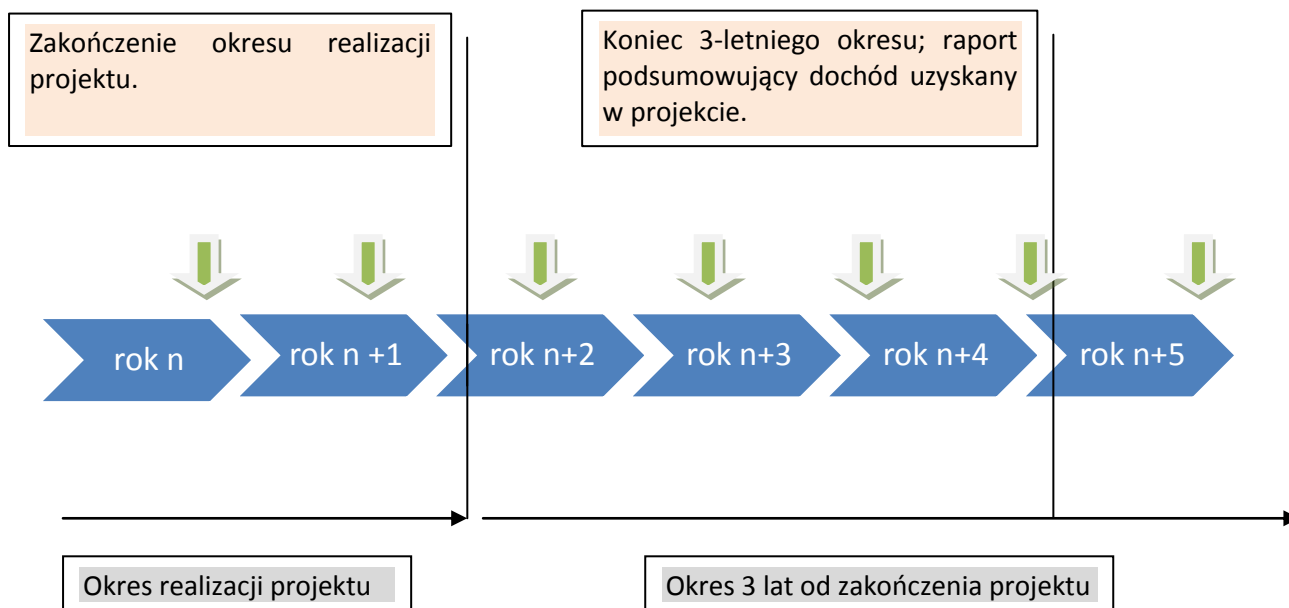 Zakończenie okresu realizacji
projektu.
Koniec 3-letniego okresu; raport
podsumowujący dochód uzyskany
w projekcie.
rok n
rok n +1
rok n+2
rok n+3
rok n+4
rok n+5
Okres realizacji projektu
Okres 3 lat od zakończenia projektu